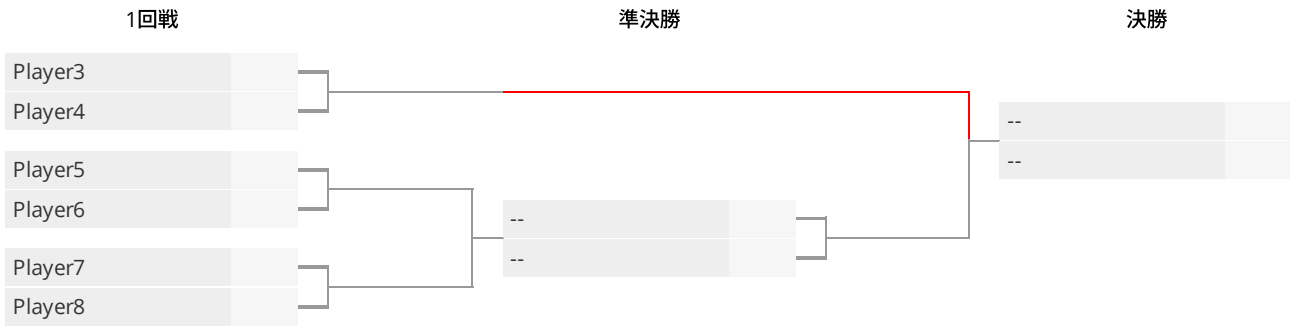 1回戦
準決勝
決勝
Player3
Player4
Player5
Player6
Player7
Player8
--
--
--
--